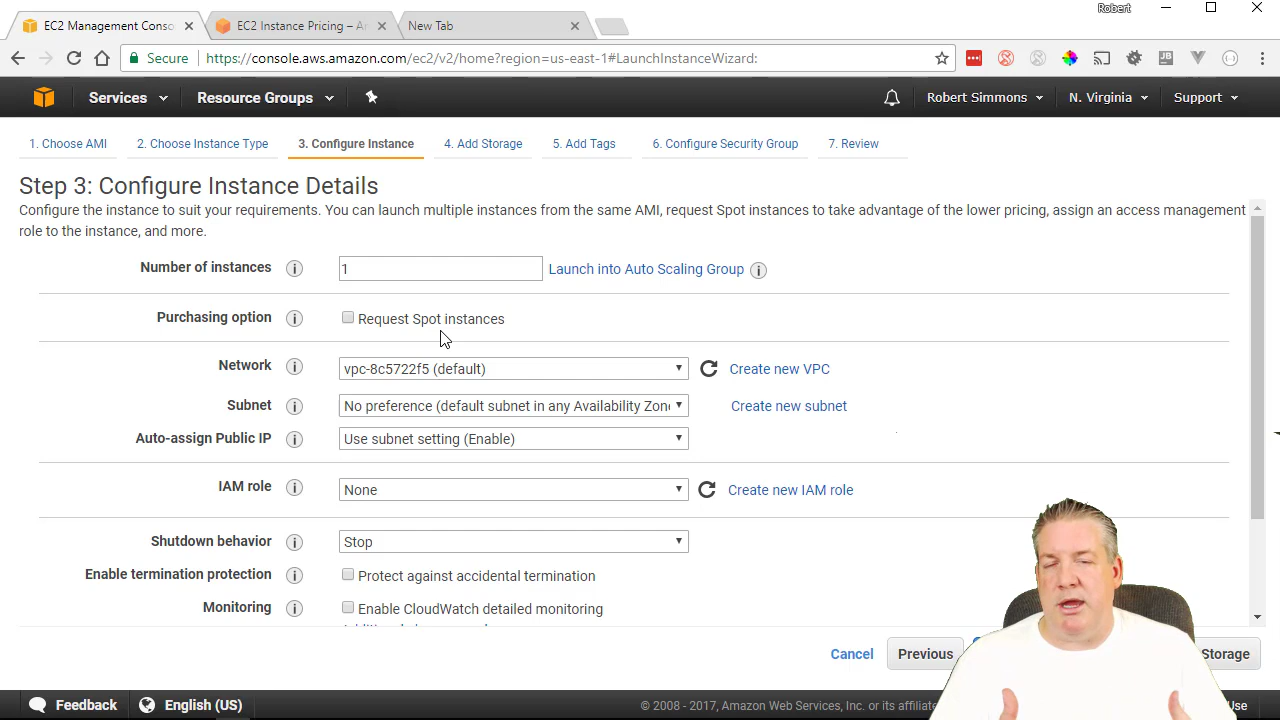 Robert
EC2 Management Conso
EC2 Instance Pricing – A
New Tab
Secure
https://console.aws.amazon.com/ec2/v2/home?region=us-east-1#LaunchInstanceWizard:
Services
Resource Groups
Robert Simmons
N. Virginia
Support
1. Choose AMI
2. Choose Instance Type
3. Configure Instance
4. Add Storage
5. Add Tags
6. Configure Security Group
7. Review
Step 3: Configure Instance Details
Configure the instance to suit your requirements. You can launch multiple instances from the same AMI, request Spot instances to take advantage of the lower pricing, assign an access management
role to the instance, and more.
Number of instances
1
Launch into Auto Scaling Group
Purchasing option
Request Spot instances
Network
vpc-8c5722f5 (default)
Create new VPC
Subnet
No preference (default subnet in any Availability Zon
Create new subnet
Auto-assign Public IP
Use subnet setting (Enable)
IAM role
None
Create new IAM role
Shutdown behavior
Stop
Enable termination protection
Protect against accidental termination
Monitoring
Enable CloudWatch detailed monitoring
Cancel
Previous
Storage
Feedback
English (US)
© 2008 - 2017, Amazon Web Services, Inc. or its affiliate
Use